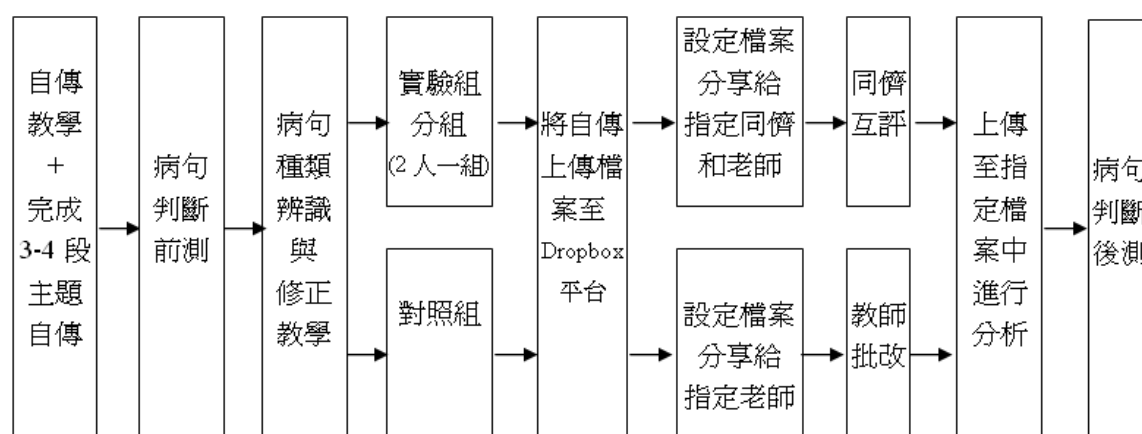 自傳
教學
+
完成
3-4 段
主題
自傳
病句
判斷
前測
病句
種類
辨識
與
修正
教學
實驗組
分組
(2 人一組)
對照組
將自傳
上傳檔
案至
Dropbox
平台
設定檔案
分享給
指定同儕
和老師
設定檔案
分享給
指定老師
同儕
互評
教師
批改
上傳
至指
定檔
案中
進行
分析
病句
判斷
後測